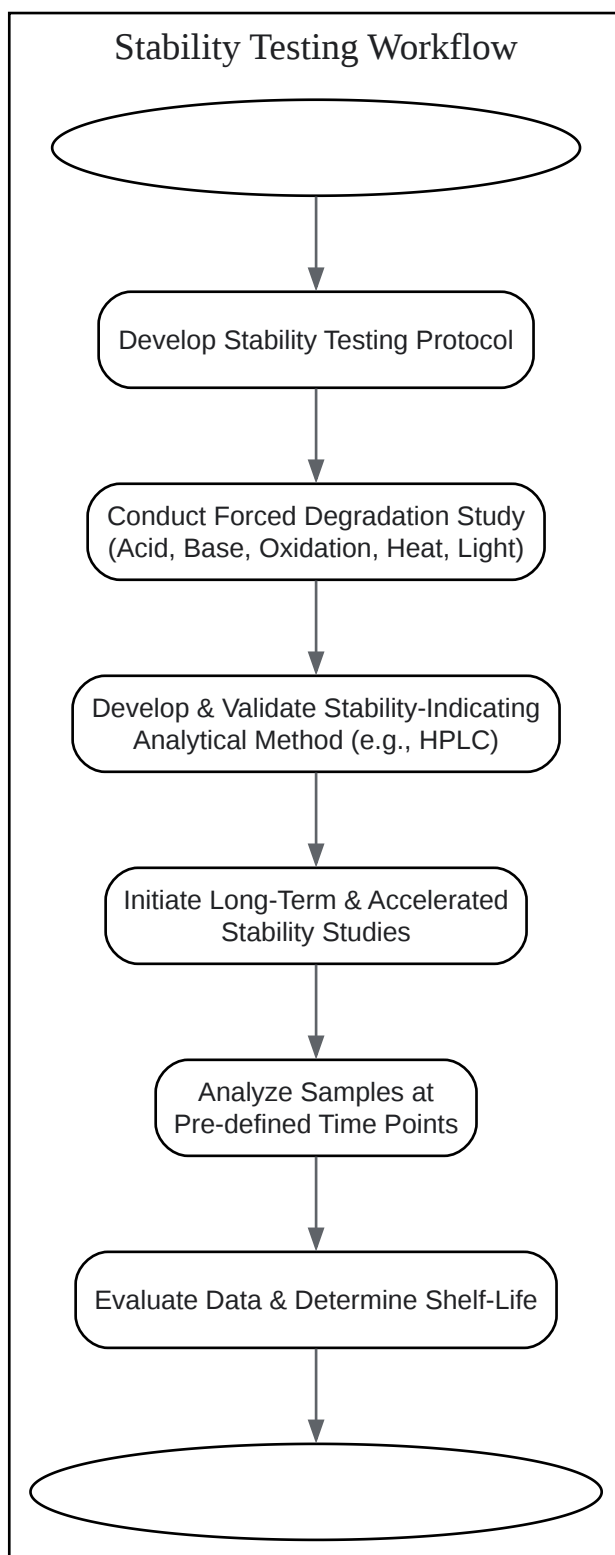 Stability Testing Workflow
Develop Stability Testing Protocol
Conduct Forced Degradation Study
(Acid, Base, Oxidation, Heat, Light)
Develop & Validate Stability-Indicating
Analytical Method (e.g., HPLC)
Initiate Long-Term & Accelerated
Stability Studies
Analyze Samples at
Pre-defined Time Points
Evaluate Data & Determine Shelf-Life